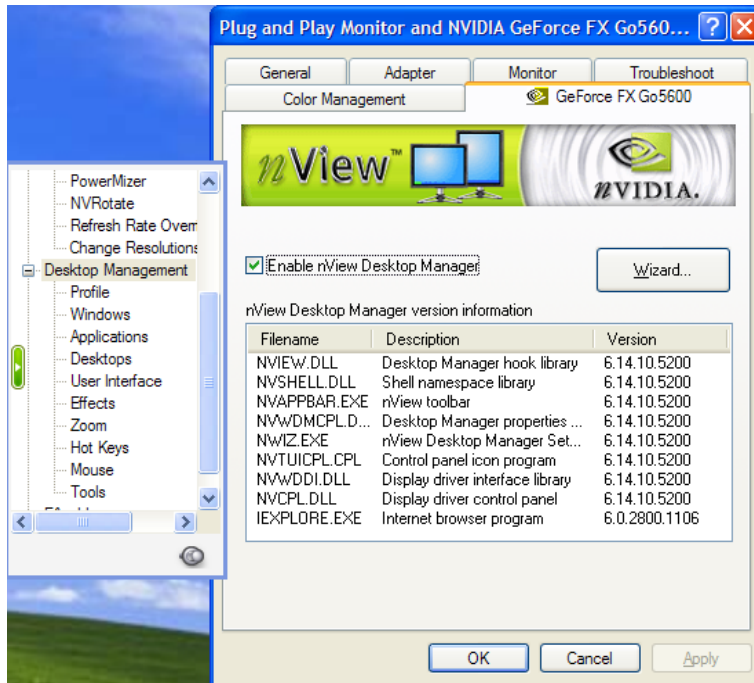 Plug and Play Monitor and NVIDIA GeForce FX Go560...
General Adapter Monitor Troubleshoot
Color Management GeForce FX Go5600
nView™ nVIDIA.
PowerMizer
NVRotate
Refresh Rate Overr
Change Resolutions
Desktop Management
Profile
Windows
Applications
Desktops
User Interface
Effects
Zoom
Hot Keys
Mouse
Tools
Enable nView Desktop Manager
Wizard...
nView Desktop Manager version information
Filename Description Version
NVIEW.DLL Desktop Manager hook library 6.14.10.5200
NVSHELL.DLL Shell namespace library 6.14.10.5200
NVAPPBAR.EXE nView toolbar 6.14.10.5200
NVWDMCPL.D... Desktop Manager properties ... 6.14.10.5200
NWIZ.EXE nView Desktop Manager Set... 6.14.10.5200
NVTUICPL.CPL Control panel icon program 6.14.10.5200
NVWDDI.DLL Display driver interface library 6.14.10.5200
NVCPL.DLL Display driver control panel 6.14.10.5200
IEXPLORE.EXE Internet browser program 6.0.2800.1106
OK Cancel Apply